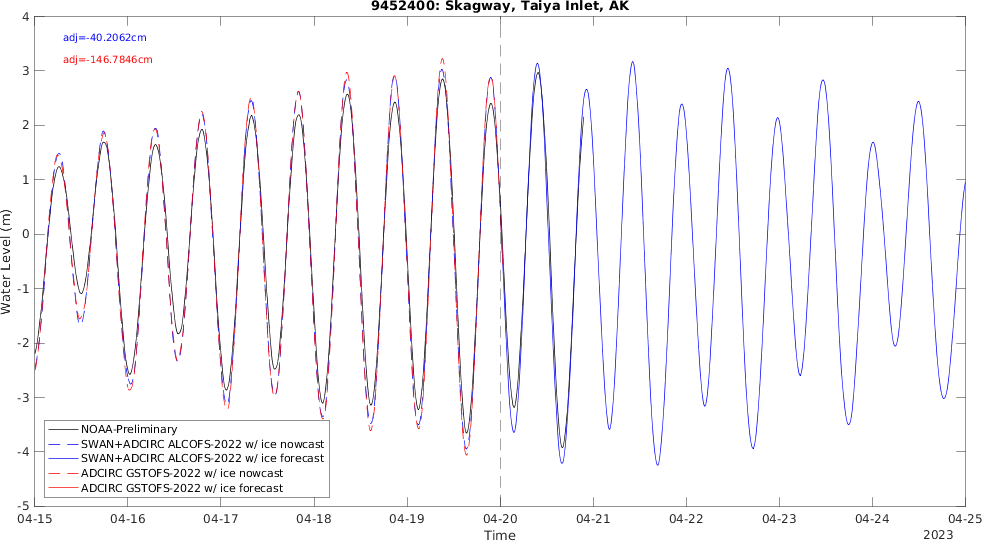 9452400: Skagway, Taiya Inlet, AK
adj=-40.2062cm
adj=-146.7846cm
Water Level (m)
4
3
2
1
0
-1
-2
-3
-4
-5
NOAA-Preliminary
SWAN+ADCIRC ALCOFS-2022 w/ ice nowcast
SWAN+ADCIRC ALCOFS-2022 w/ ice forecast
ADCIRC GSTOFS-2022 w/ ice nowcast
ADCIRC GSTOFS-2022 w/ ice forecast
04-15 04-16 04-17 04-18 04-19 04-20 04-21 04-22 04-23 04-24 04-25
Time
2023